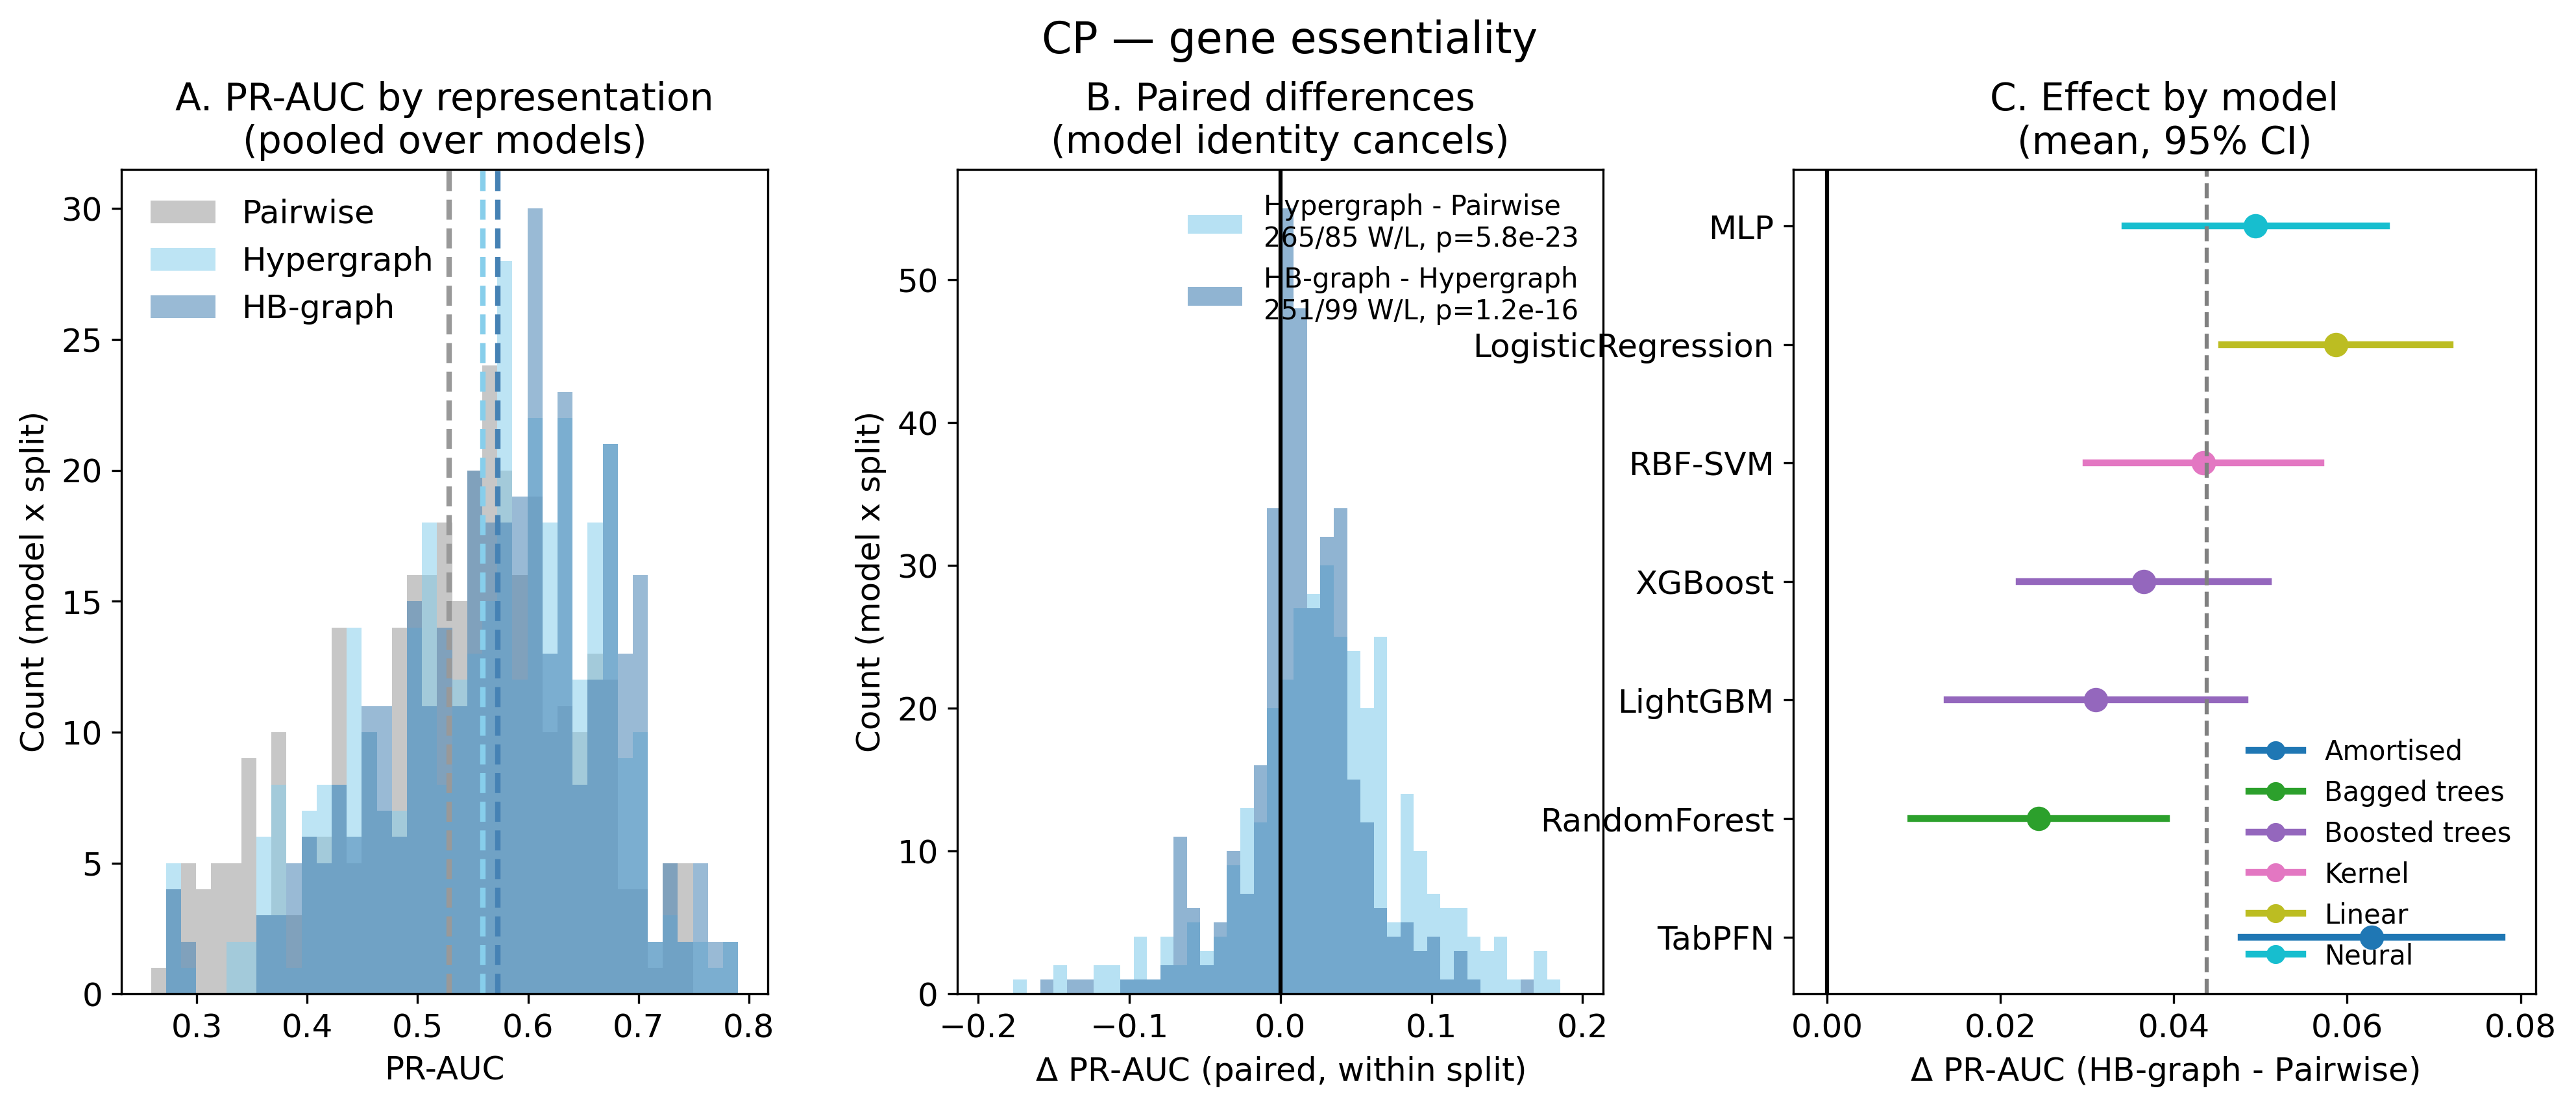 CP — gene essentiality
A. PR-AUC by representation
(pooled over models)
Pairwise
Hypergraph
HB-graph
30
25
20
15
10
5
0
Count (model x split)
0.3 0.4 0.5 0.6 0.7 0.8
PR-AUC
B. Paired differences
(model identity cancels)
Hypergraph - Pairwise
265/85 W/L, p=5.8e-23
HB-graph - Hypergraph
251/99 W/L, p=1.2e-16
50
40
30
20
10
0
Count (model x split)
−0.2 −0.1 0.0 0.1 0.2
Δ PR-AUC (paired, within split)
C. Effect by model
(mean, 95% CI)
MLP
LogisticRegression
RBF-SVM
XGBoost
LightGBM
RandomForest
TabPFN
Amortised
Bagged trees
Boosted trees
Kernel
Linear
Neural
0.00 0.02 0.04 0.06 0.08
Δ PR-AUC (HB-graph - Pairwise)